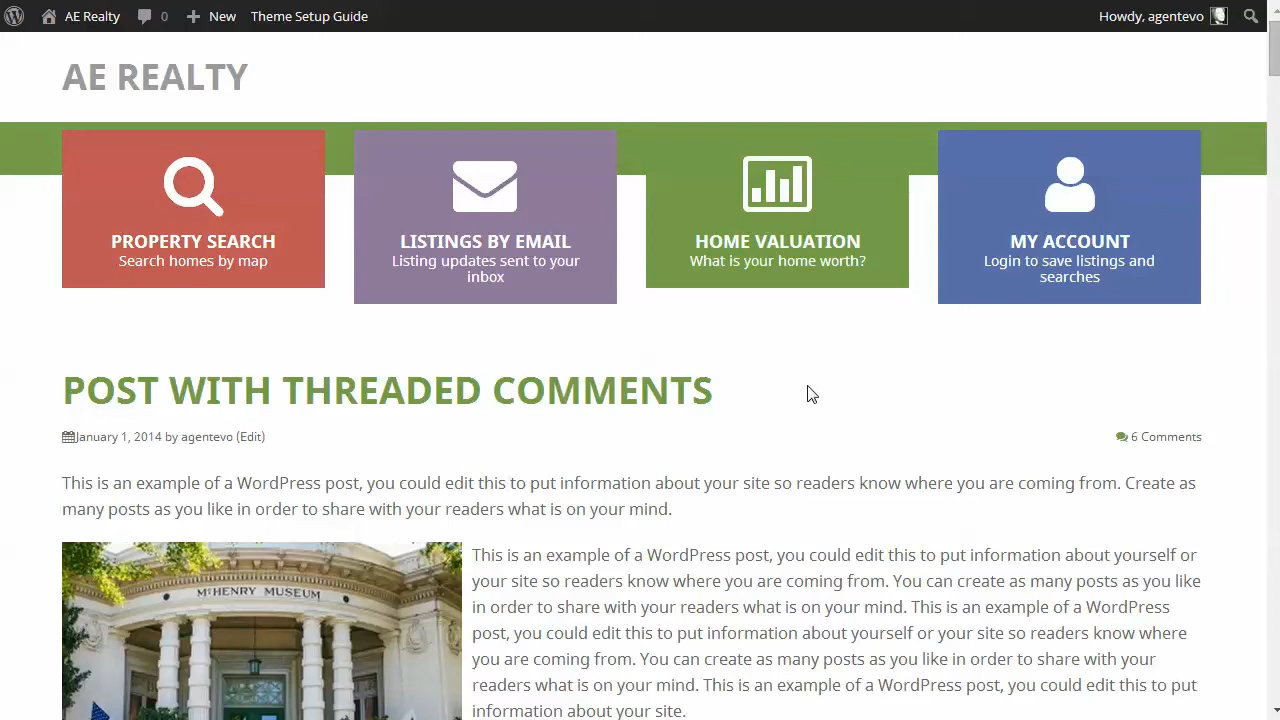 AE Realty 0 New Theme Setup Guide Howdy, agentevo
AE REALTY
PROPERTY SEARCH
Search homes by map
LISTINGS BY EMAIL
Listing updates sent to your
inbox
HOME VALUATION
What is your home worth?
MY ACCOUNT
Login to save listings and
searches
POST WITH THREADED COMMENTS
January 1, 2014 by agentevo (Edit)
6 Comments
This is an example of a WordPress post, you could edit this to put information about your site so readers know where you are coming from. Create as
many posts as you like in order to share with your readers what is on your mind.
McHENRY MUSEUM
This is an example of a WordPress post, you could edit this to put information about yourself or
your site so readers know where you are coming from. You can create as many posts as you like
in order to share with your readers what is on your mind. This is an example of a WordPress
post, you could edit this to put information about yourself or your site so readers know where
you are coming from. You can create as many posts as you like in order to share with your
readers what is on your mind. This is an example of a WordPress post, you could edit this to put
information about your site.